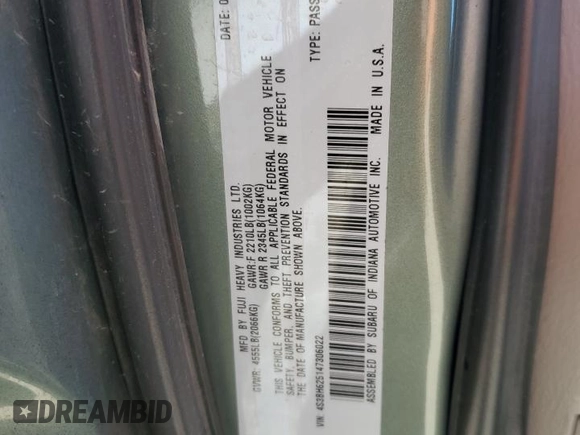 DATE:
MFD BY FUJI HEAVY INDUSTRIES LTD.
GVWR: 4555LB(2066KG) GAWR:F 2210LB(1002KG)
GAWR R 2345LB(1064KG)
THIS VEHICLE CONFORMS TO ALL APPLICABLE FEDERAL MOTOR VEHICLE
SAFETY, BUMPER, AND THEFT PREVENTION STANDARDS IN EFFECT ON
THE DATE OF MANUFACTURE SHOWN ABOVE.
VIN: 4S3BH625147306022 TYPE: PASS
ASSEMBLED BY SUBARU OF INDIANA AUTOMOTIVE INC. MADE IN U.S.A.
STATDREAMBID